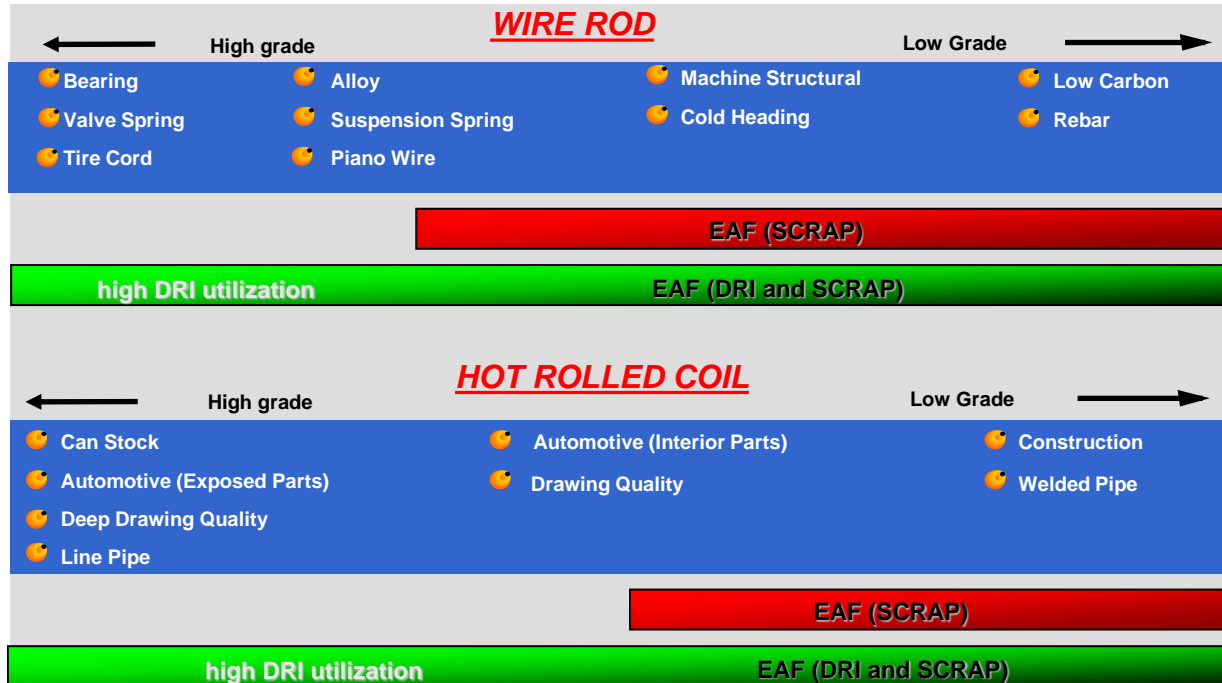 WIRE ROD
High grade
Low Grade
Bearing
Alloy
Machine Structural
Low Carbon
Valve Spring
Suspension Spring
Cold Heading
Rebar
Tire Cord
Piano Wire
EAF (SCRAP)
high DRI utilization
EAF (DRI and SCRAP)
HOT ROLLED COIL
High grade
Low Grade
Can Stock
Automotive (Interior Parts)
Construction
Automotive (Exposed Parts)
Drawing Quality
Welded Pipe
Deep Drawing Quality
Line Pipe
EAF (SCRAP)
high DRI utilization
EAF (DRI and SCRAP)